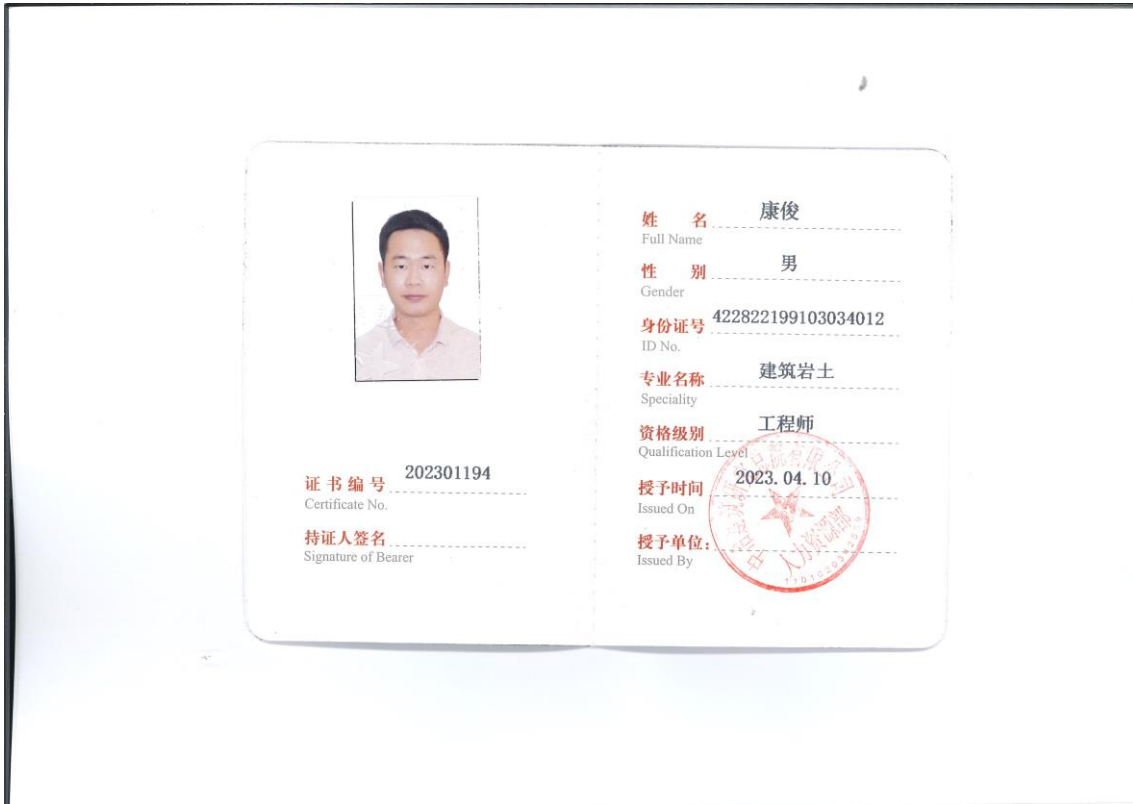 证书编号 202301194
Certificate No.
持证人签名
Signature of Bearer
姓 名 康俊
Full Name
性 别 男
Gender
身份证号 422822199103034012
ID No.
专业名称 建筑岩土
Speciality
资格级别 工程师
Qualification Level
授予时间 2023.04.10
Issued On
授予单位：
Issued By
人力资源部